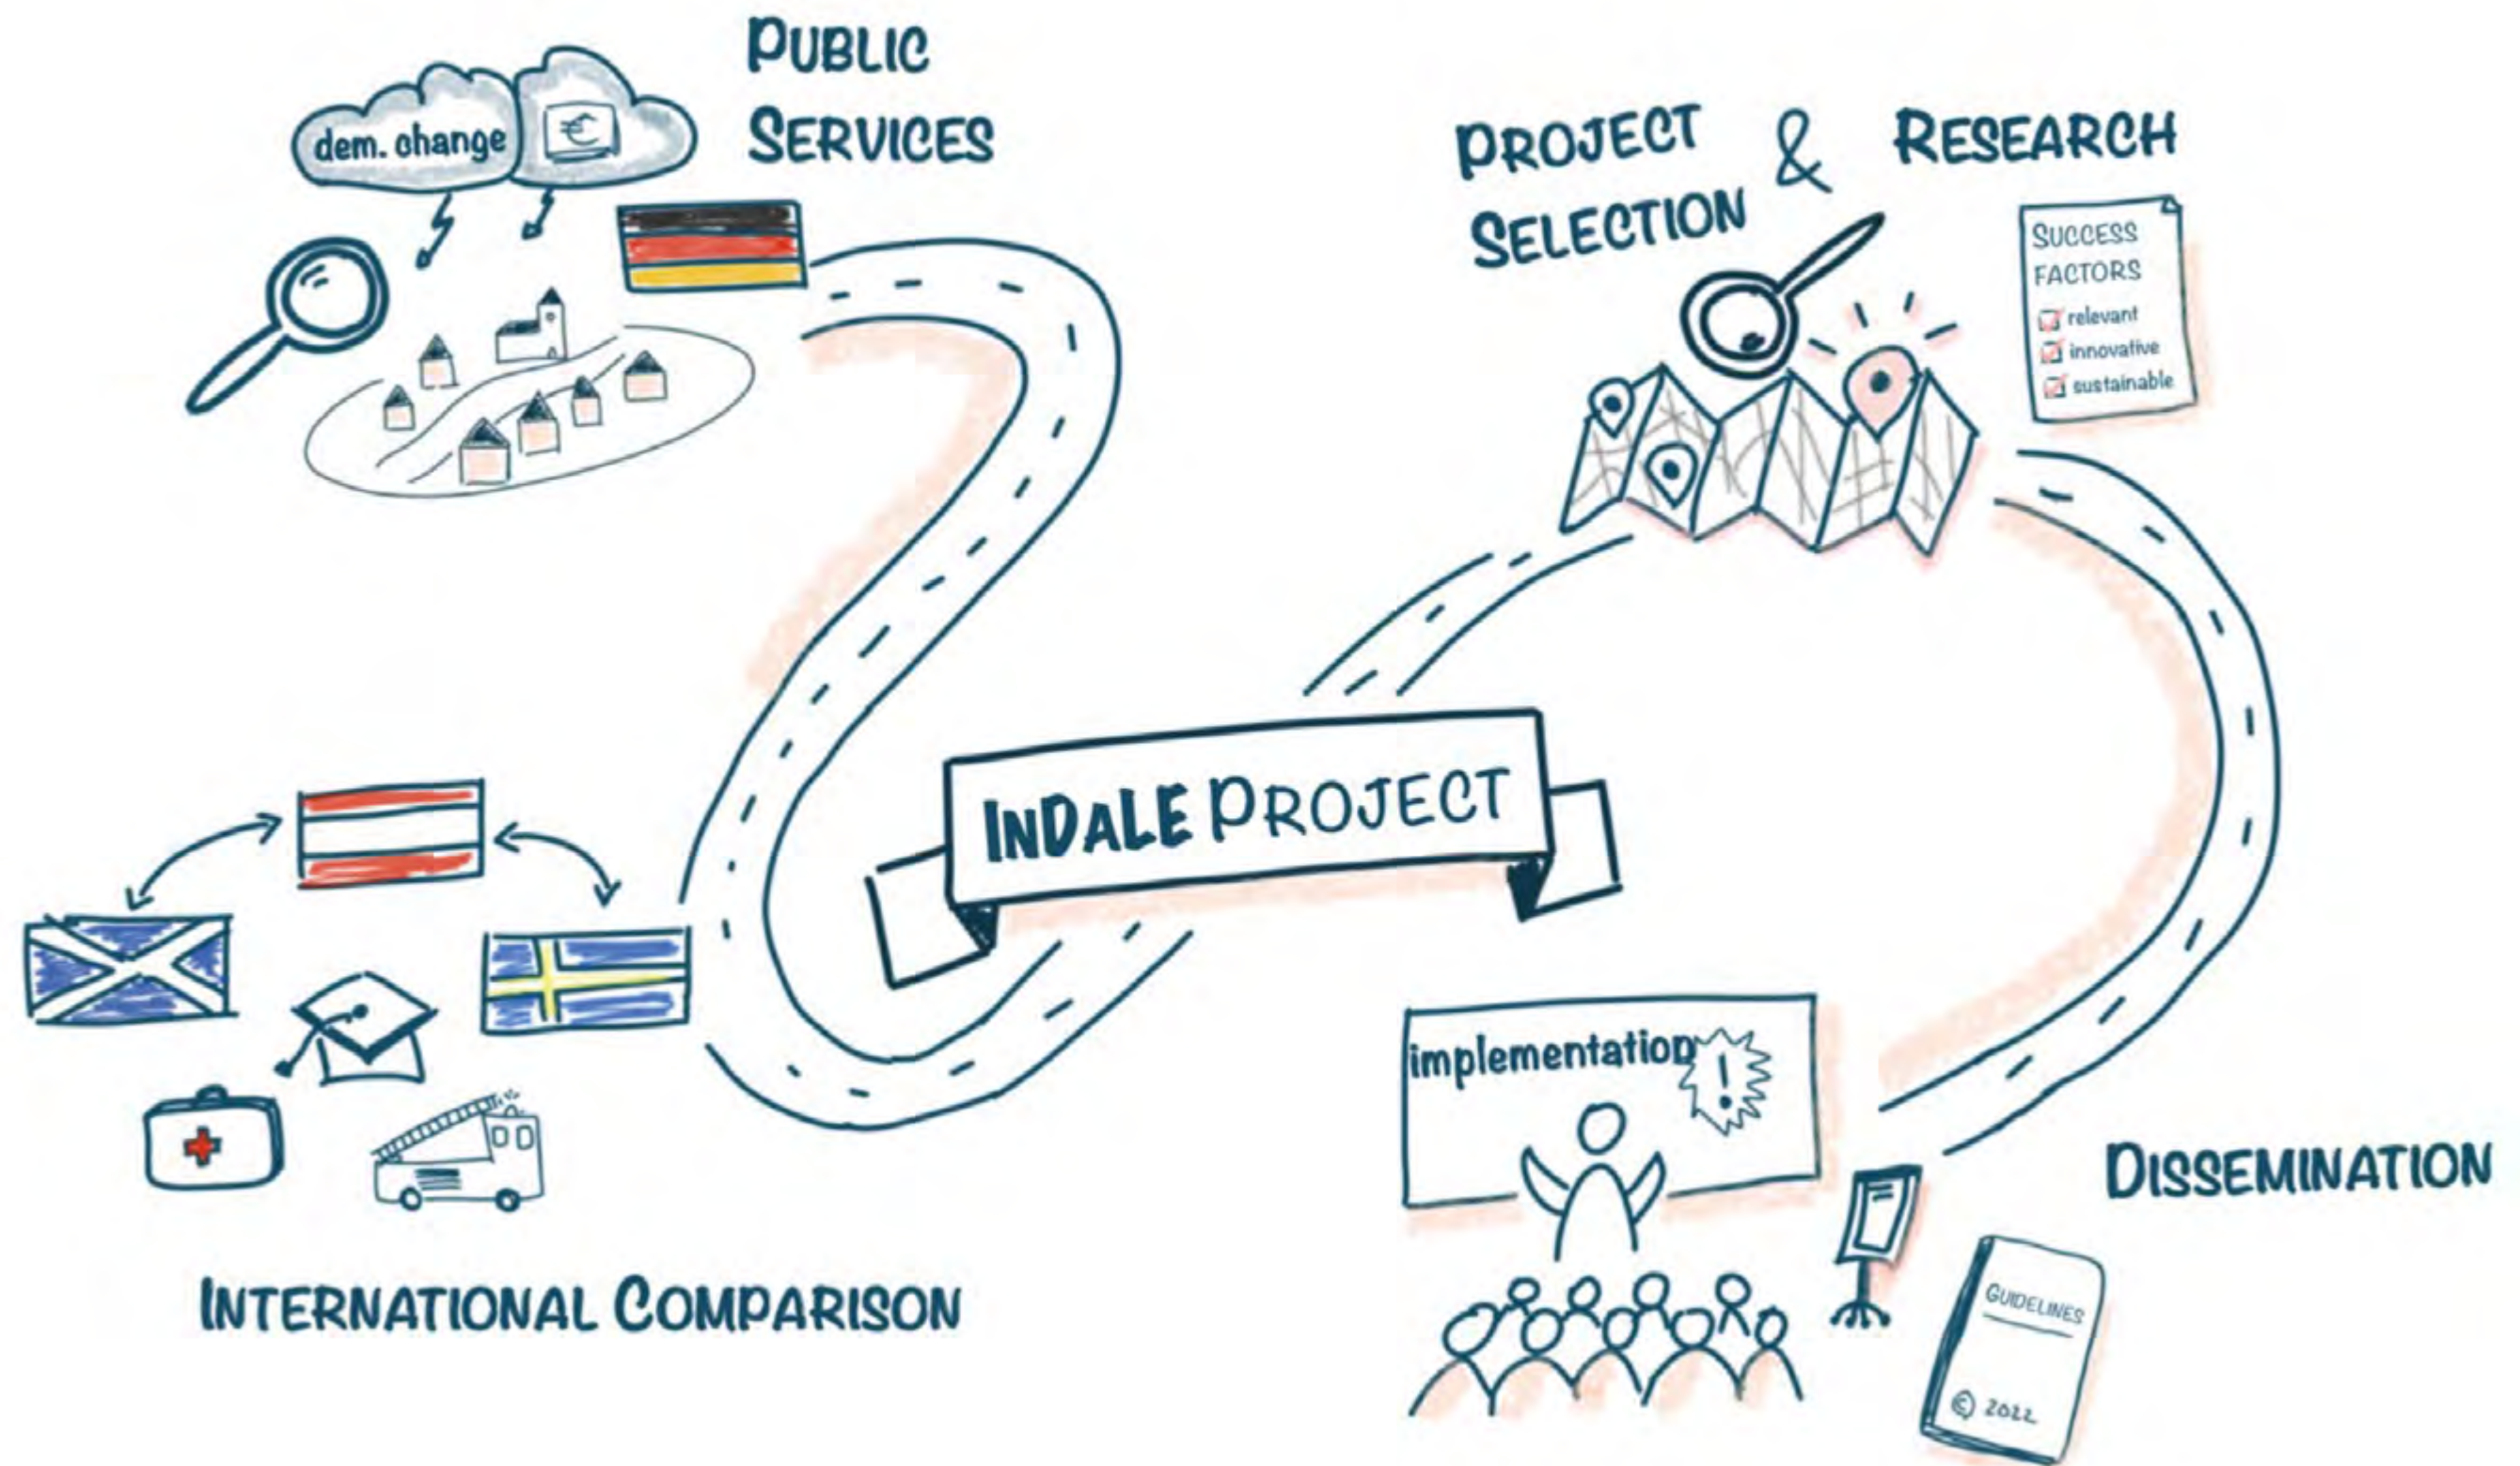 PUBLIC
SERVICES
dem. change
€
PROJECT & RESEARCH
SELECTION
SUCCESS
FACTORS
relevant
innovative
sustainable
INDALE PROJECT
INTERNATIONAL COMPARISON
implementation
!
DISSEMINATION
GUIDELINES
© 2022